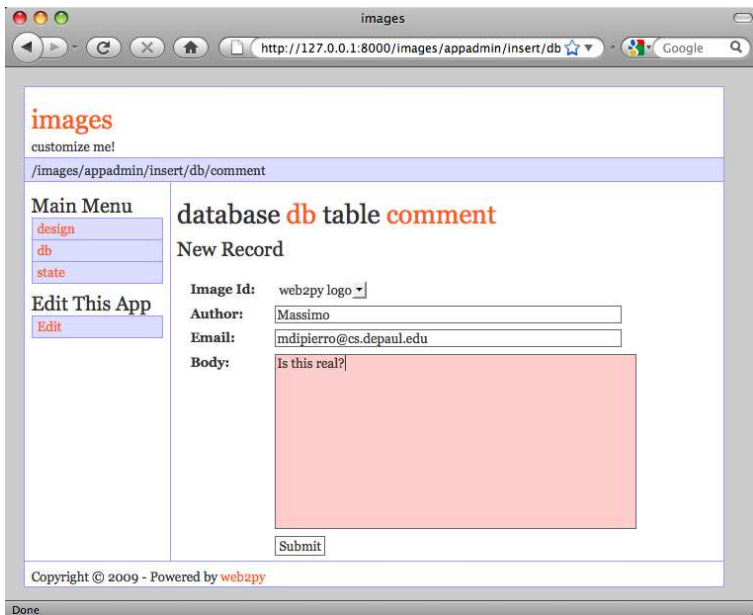 images
http://127.0.0.1:8000/images/appadmin/insert/db
Google
images
customize me!
/images/appadmin/insert/db/comment
Main Menu
design
db
state
Edit This App
Edit
database db table comment
New Record
Image Id: web2py logo
Author: Massimo
Email: mdipierro@cs.depaul.edu
Body: Is this real?
Submit
Copyright © 2009 - Powered by web2py
Done